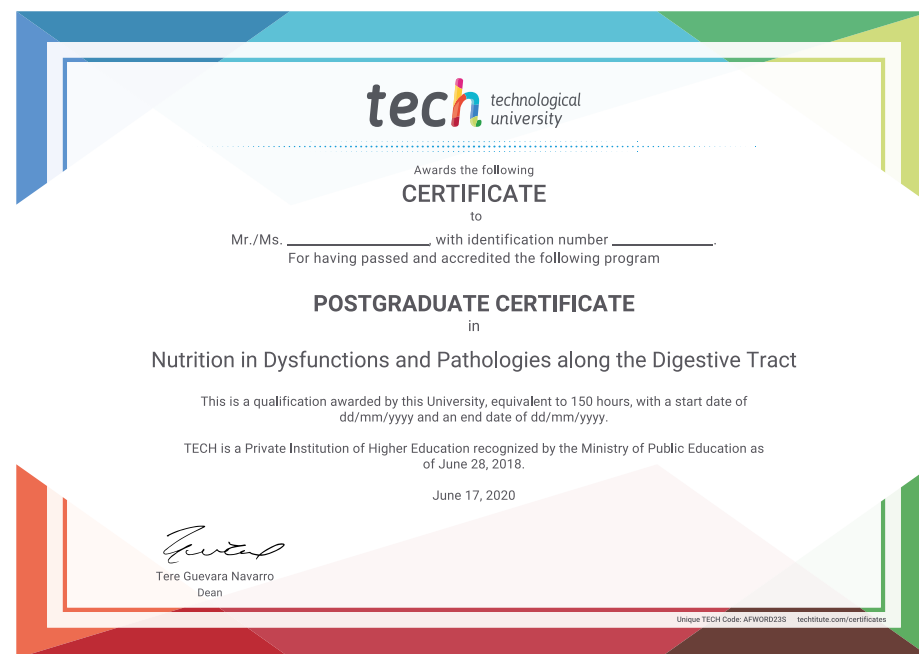 tech technological
university
Awards the following
CERTIFICATE
to
Mr./Ms. ____________, with identification number ____________.
For having passed and accredited the following program
POSTGRADUATE CERTIFICATE
in
Nutrition in Dysfunctions and Pathologies along the Digestive Tract
This is a qualification awarded by this University, equivalent to 150 hours, with a start date of
dd/mm/yyyy and an end date of dd/mm/yyyy.
TECH is a Private Institution of Higher Education recognized by the Ministry of Public Education as
of June 28, 2018.
June 17, 2020
Tere Guevara Navarro
Dean
Unique TECH Code: AFWORD23S techtitute.com/certificates